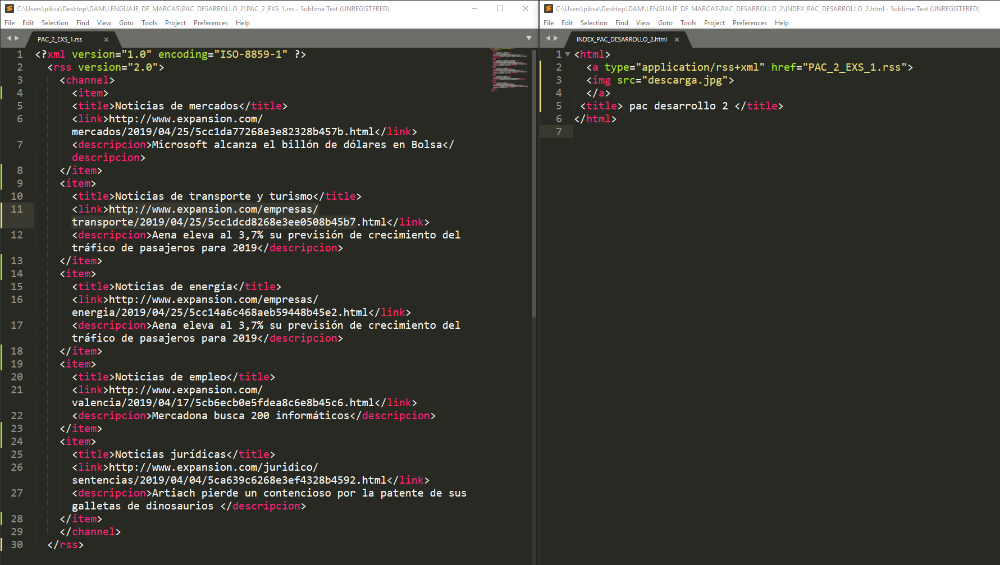 C:\Users\piksa\Desktop\DAM\LENGUAJE_DE_MARCAS\PAC_DESARROLLO_2\PAC_2_EXS_1.rss - Sublime Text (UNREGISTERED)
File Edit Selection Find View Goto Tools Project Preferences Help
PAC_2_EXS_1.rss ×
1 <?xml version="1.0" encoding="ISO-8859-1" ?>
2 <rss version="2.0">
3 <channel>
4 <item>
5 <title>Noticias de mercados</title>
6 <link>http://www.expansion.com/
mercados/2019/04/25/5cc1da77268e3e82328b457b.html</link>
7 <descripcion>Microsoft alcanza el billón de dólares en Bolsa</
descripcion>
8 </item>
9 <item>
10 <title>Noticias de transporte y turismo</title>
11 <link>http://www.expansion.com/empresas/
transporte/2019/04/25/5cc1dcd8268e3ee0508b45b7.html</link>
12 <descripcion>Aena eleva al 3,7% su previsión de crecimiento del
tráfico de pasajeros para 2019</descripcion>
13 </item>
14 <item>
15 <title>Noticias de energía</title>
16 <link>http://www.expansion.com/empresas/
energia/2019/04/25/5cc14a6c468aeb59448b45e2.html</link>
17 <descripcion>Aena eleva al 3,7% su previsión de crecimiento del
tráfico de pasajeros para 2019</descripcion>
18 </item>
19 <item>
20 <title>Noticias de empleo</title>
21 <link>http://www.expansion.com/
valencia/2019/04/17/5cb6ecb0e5fdea8c6e8b45c6.html</link>
22 <descripcion>Mercadona busca 200 informáticos</descripcion>
23 </item>
24 <item>
25 <title>Noticias jurídicas</title>
26 <link>http://www.expansion.com/juridico/
sentencias/2019/04/04/5ca639c6268e3ef4328b4592.html</link>
27 <descripcion>Artiach pierde un contencioso por la patente de sus
galletas de dinosaurios </descripcion>
28 </item>
29 </channel>
30 </rss>
C:\Users\piksa\Desktop\DAM\LENGUAJE_DE_MARCAS\PAC_DESARROLLO_2\INDEX_PAC_DESARROLLO_2.html - Sublime Text (UNREGISTERED)
File Edit Selection Find View Goto Tools Project Preferences Help
INDEX_PAC_DESARROLLO_2.html ×
1 <html>
2 <a type="application/rss+xml" href="PAC_2_EXS_1.rss">
3 <img src="descarga.jpg">
4 </a>
5 <title> pac desarrollo 2 </title>
6 </html>
7